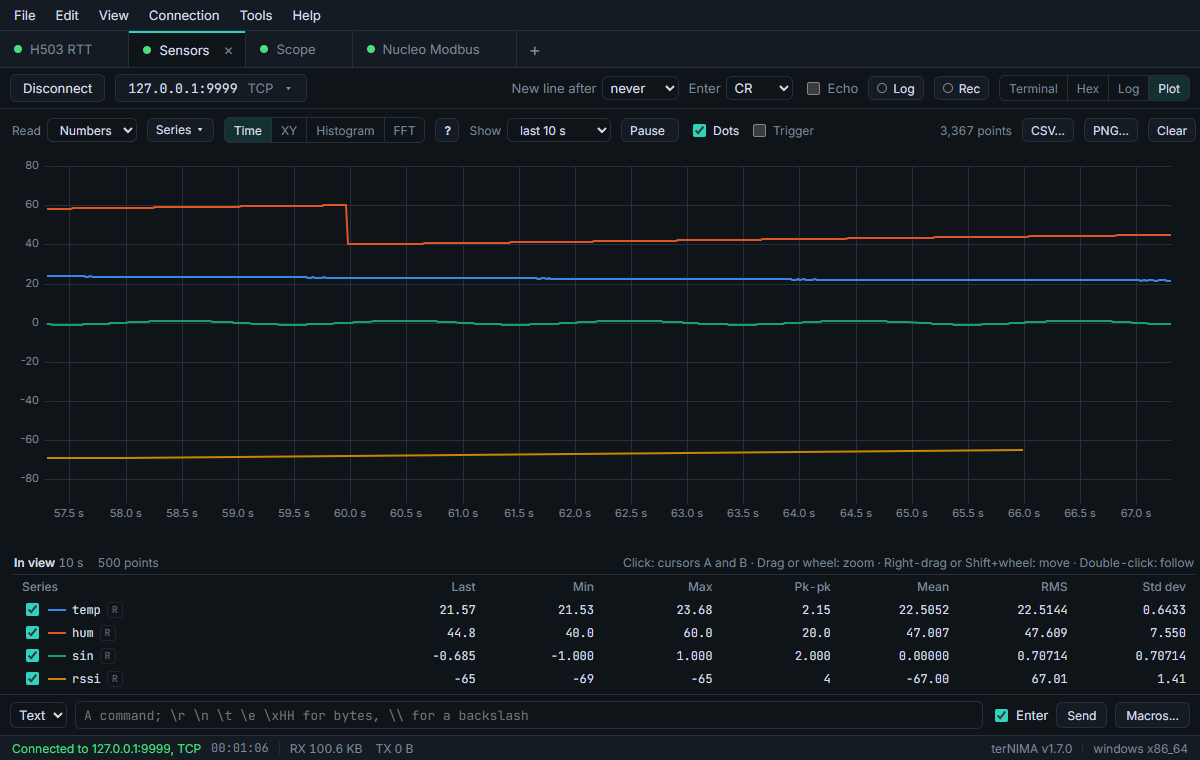 File Edit View Connection Tools Help
H503 RTT Sensors × Scope Nucleo Modbus +
Disconnect 127.0.0.1:9999 TCP New line after never Enter CR Echo Log Rec Terminal Hex Log Plot
Read Numbers Series Time XY Histogram FFT ? Show last 10 s Pause Dots Trigger 3,367 points CSV... PNG... Clear
80
60
40
20
0
-20
-40
-60
-80
57.5 s 58.0 s 58.5 s 59.0 s 59.5 s 60.0 s 60.5 s 61.0 s 61.5 s 62.0 s 62.5 s 63.0 s 63.5 s 64.0 s 64.5 s 65.0 s 65.5 s 66.0 s 66.5 s 67.0 s
In view 10 s 500 points Click: cursors A and B · Drag or wheel: zoom · Right-drag or Shift+wheel: move · Double-click: follow
Series Last Min Max Pk-pk Mean RMS Std dev
temp R 21.57 21.53 23.68 2.15 22.5052 22.5144 0.6433
hum R 44.8 40.0 60.0 20.0 47.007 47.609 7.550
sin R -0.685 -1.000 1.000 2.000 0.00000 0.70714 0.70714
rssi R -65 -69 -65 4 -67.00 67.01 1.41
Text A command; \r \n \t \e \xHH for bytes, \\ for a backslash Enter Send Macros...
Connected to 127.0.0.1:9999, TCP 00:01:06 RX 100.6 KB TX 0 B terNIMA v1.7.0 windows x86_64